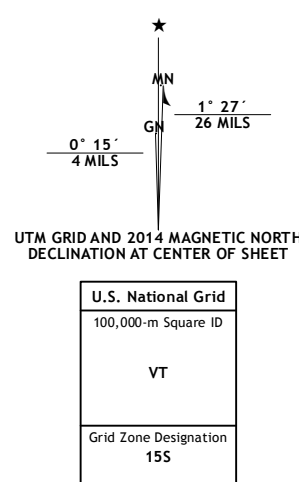 MN
1° 27´
26 MILS
GN
0° 15´
4 MILS
UTM GRID AND 2014 MAGNETIC NORTH
DECLINATION AT CENTER OF SHEET
U.S. National Grid
100,000-m Square ID
VT
Grid Zone Designation
15S